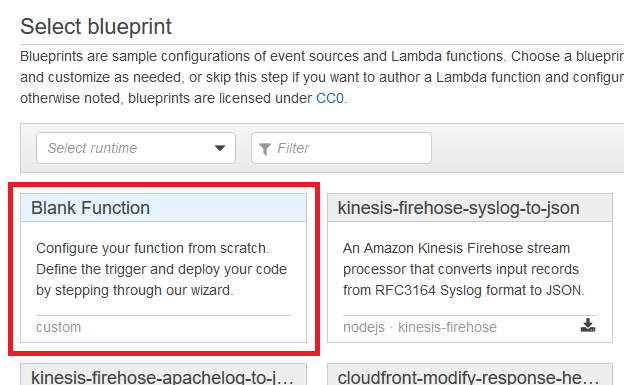 Select blueprint
Blueprints are sample configurations of event sources and Lambda functions. Choose a blueprin
and customize as needed, or skip this step if you want to author a Lambda function and configu
otherwise noted, blueprints are licensed under CC0.
Select runtime
Filter
Blank Function
Configure your function from scratch.
Define the trigger and deploy your code
by stepping through our wizard.
custom
kinesis-firehose-syslog-to-json
An Amazon Kinesis Firehose stream
processor that converts input records
from RFC3164 Syslog format to JSON.
nodejs · kinesis-firehose
kinesis-firehose-apachelog-to-j…
cloudfront-modify-response-he…